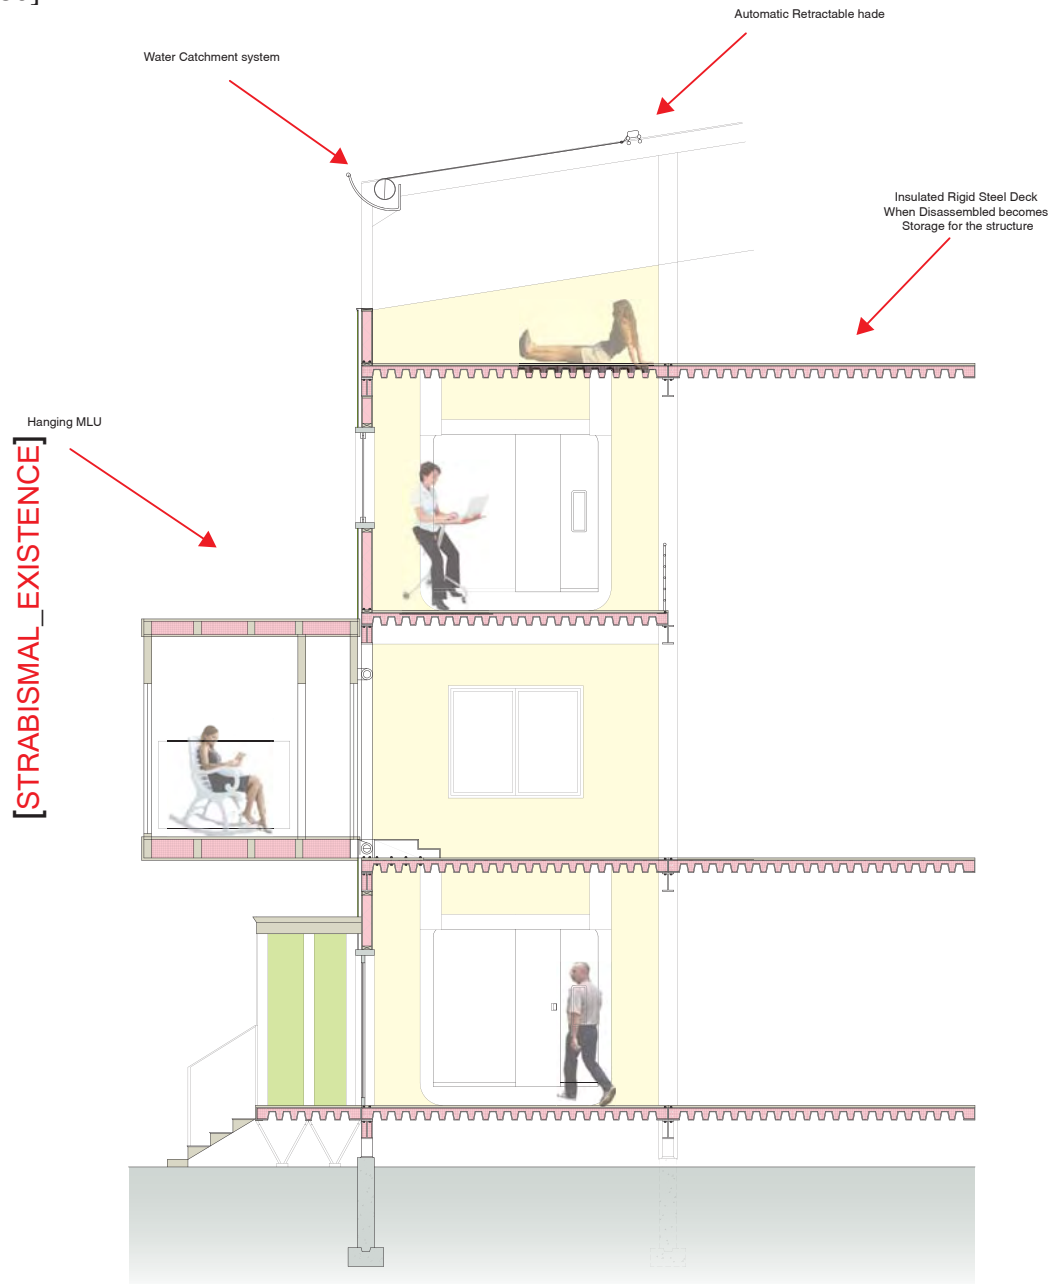 Automatic Retractable hade
Water Catchment system
Insulated Rigid Steel Deck
When Disassembled becomes
Storage for the structure
Hanging MLU
[STRABISMAL_EXISTENCE]